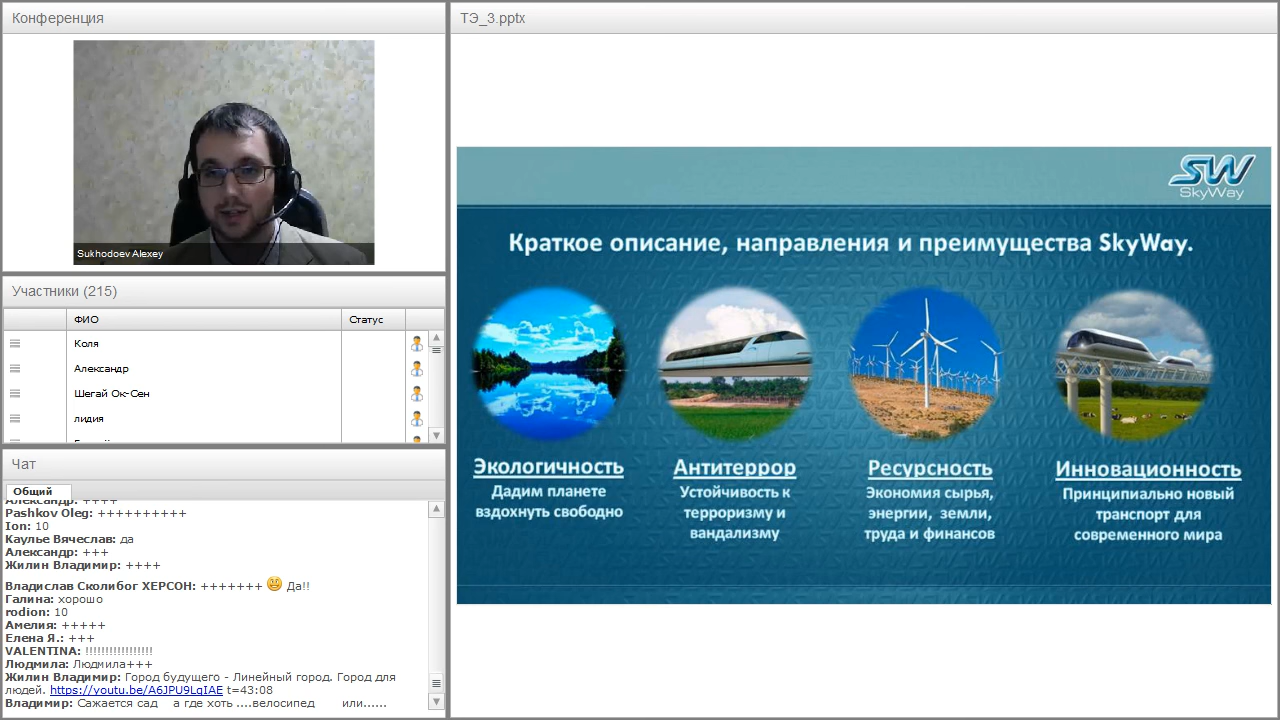 Конференция
Sukhodoev Alexey
Участники (215)
ФИО
Статус
Коля
Александр
Шегай Ок-Сен
лидия
Чат
Общий
Александр: ++++
Pashkov Oleg: ++++++++++
Ion: 10
Каулье Вячеслав: да
Александр: +++
Жилин Владимир: ++++
Владислав Сколибог ХЕРСОН: +++++++ Да!!
Галина: хорошо
rodion: 10
Амелия: +++++
Елена Я.: +++
VALENTINA: !!!!!!!!!!!!!!!!!
Людмила: Людмила+++
Жилин Владимир: Город будущего - Линейный город. Город для
людей. https://youtu.be/A6JPU9LqIAE t=43:08
Владимир: Сажается сад где хоть ....велосипед или......
ТЭ_3.pptx
SW
SkyWay
Краткое описание, направления и преимущества SkyWay.
Экологичность
Дадим планете
вздохнуть свободно
Антитеррор
Устойчивость к
терроризму и
вандализму
Ресурсность
Экономия сырья,
энергии, земли,
труда и финансов
Инновационность
Принципиально новый
транспорт для
современного мира